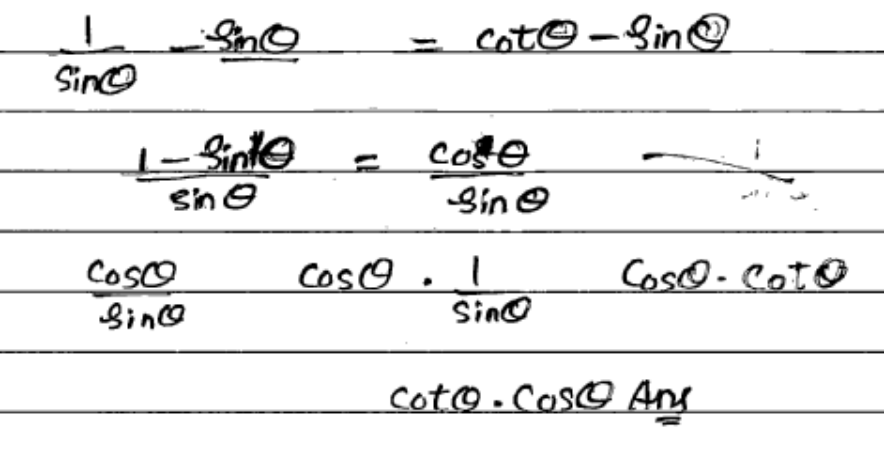 1/sinθ - sinθ = cotθ - sinθ
1 - sin²θ/sinθ = cos²θ/sinθ
cosθ/sinθ cosθ . 1/sinθ cosθ. cotθ
cotθ . cosθ Ans